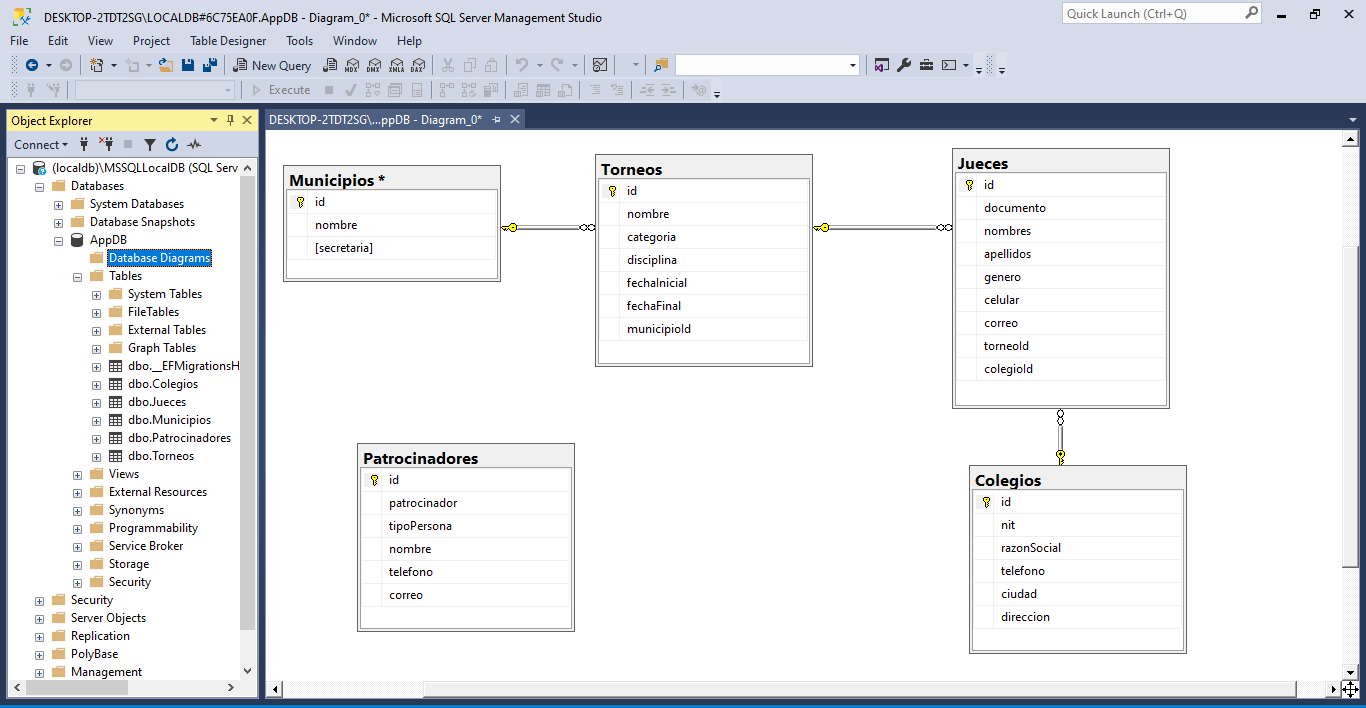 DESKTOP-2TDT2SG\LOCALDB#6C75EA0F.AppDB - Diagram_0* - Microsoft SQL Server Management Studio
Quick Launch (Ctrl+Q)
File Edit View Project Table Designer Tools Window Help
New Query MDX DMX XMLA DAX
Execute
Object Explorer
Connect
(localdb)\MSSQLLocalDB (SQL Serv
Databases
System Databases
Database Snapshots
AppDB
Database Diagrams
Tables
System Tables
FileTables
External Tables
Graph Tables
dbo.__EFMigrationsH
dbo.Colegios
dbo.Jueces
dbo.Municipios
dbo.Patrocinadores
dbo.Torneos
Views
External Resources
Synonyms
Programmability
Service Broker
Storage
Security
Security
Server Objects
Replication
PolyBase
Management
DESKTOP-2TDT2SG\...ppDB - Diagram_0*
Municipios *
id
nombre
[secretaria]
Torneos
id
nombre
categoria
disciplina
fechaInicial
fechaFinal
municipioId
Jueces
id
documento
nombres
apellidos
genero
celular
correo
torneoId
colegioId
Patrocinadores
id
patrocinador
tipoPersona
nombre
telefono
correo
Colegios
id
nit
razonSocial
telefono
ciudad
direccion